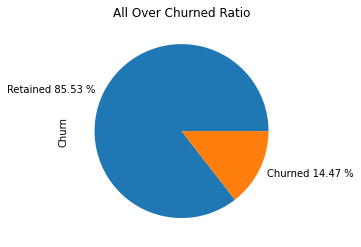 All Over Churned Ratio
Retained 85.53 %
Churn
Churned 14.47 %